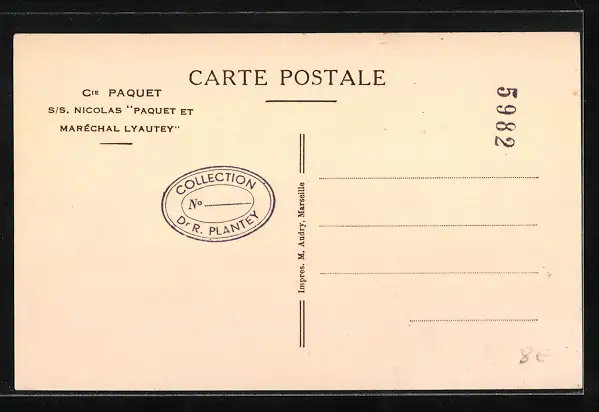 CARTE POSTALE
CIE PAQUET
S/S. NICOLAS "PAQUET ET
MARÉCHAL LYAUTEY"
5982
COLLECTION
No
Dr R. PLANTEY
Impres. M. Audry, Marseille
8€